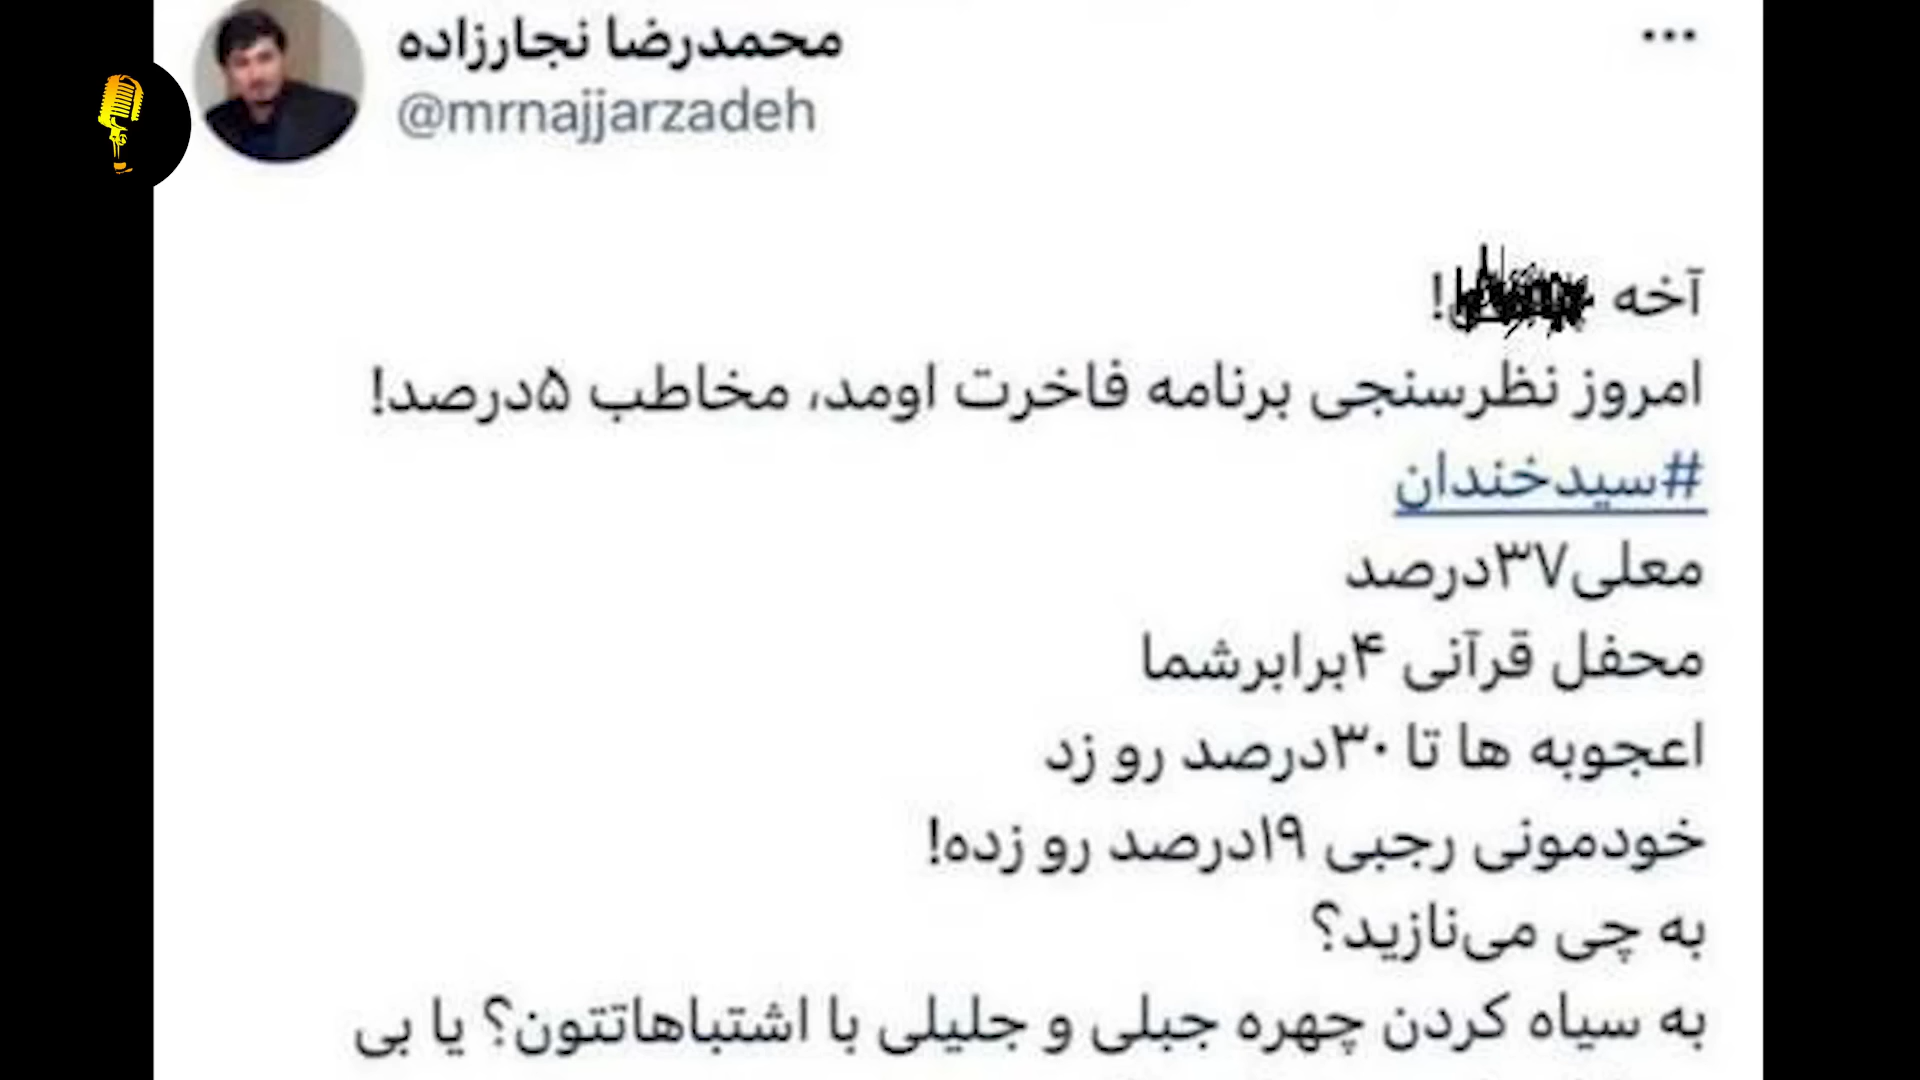 محمدرضا نجارزاده
@mrnajjarzadeh
آخه !
امروز نظرسنجی برنامه فاخرت اومد، مخاطب ۵درصد!
#سیدخندان
معلی۳۷درصد
محفل قرآنی ۴برابرشما
اعجوبه ها تا ۳۰درصد رو زد
خودمونی رجبی ۱۹درصد رو زده!
به چی می‌نازید؟
به سیاه کردن چهره جبلی و جلیلی با اشتباهاتتون؟ یا بی